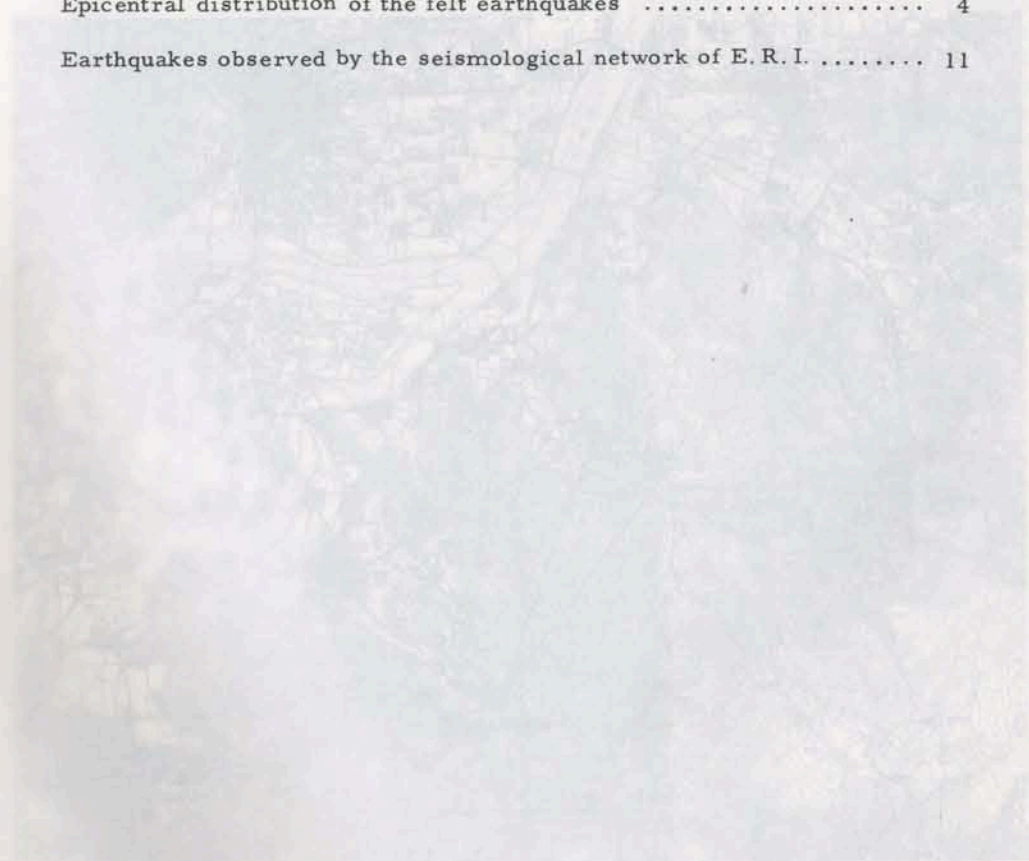 Epicentral distribution of the felt earthquakes ..................... 4
Earthquakes observed by the seismological network of E. R. I. ........ 11